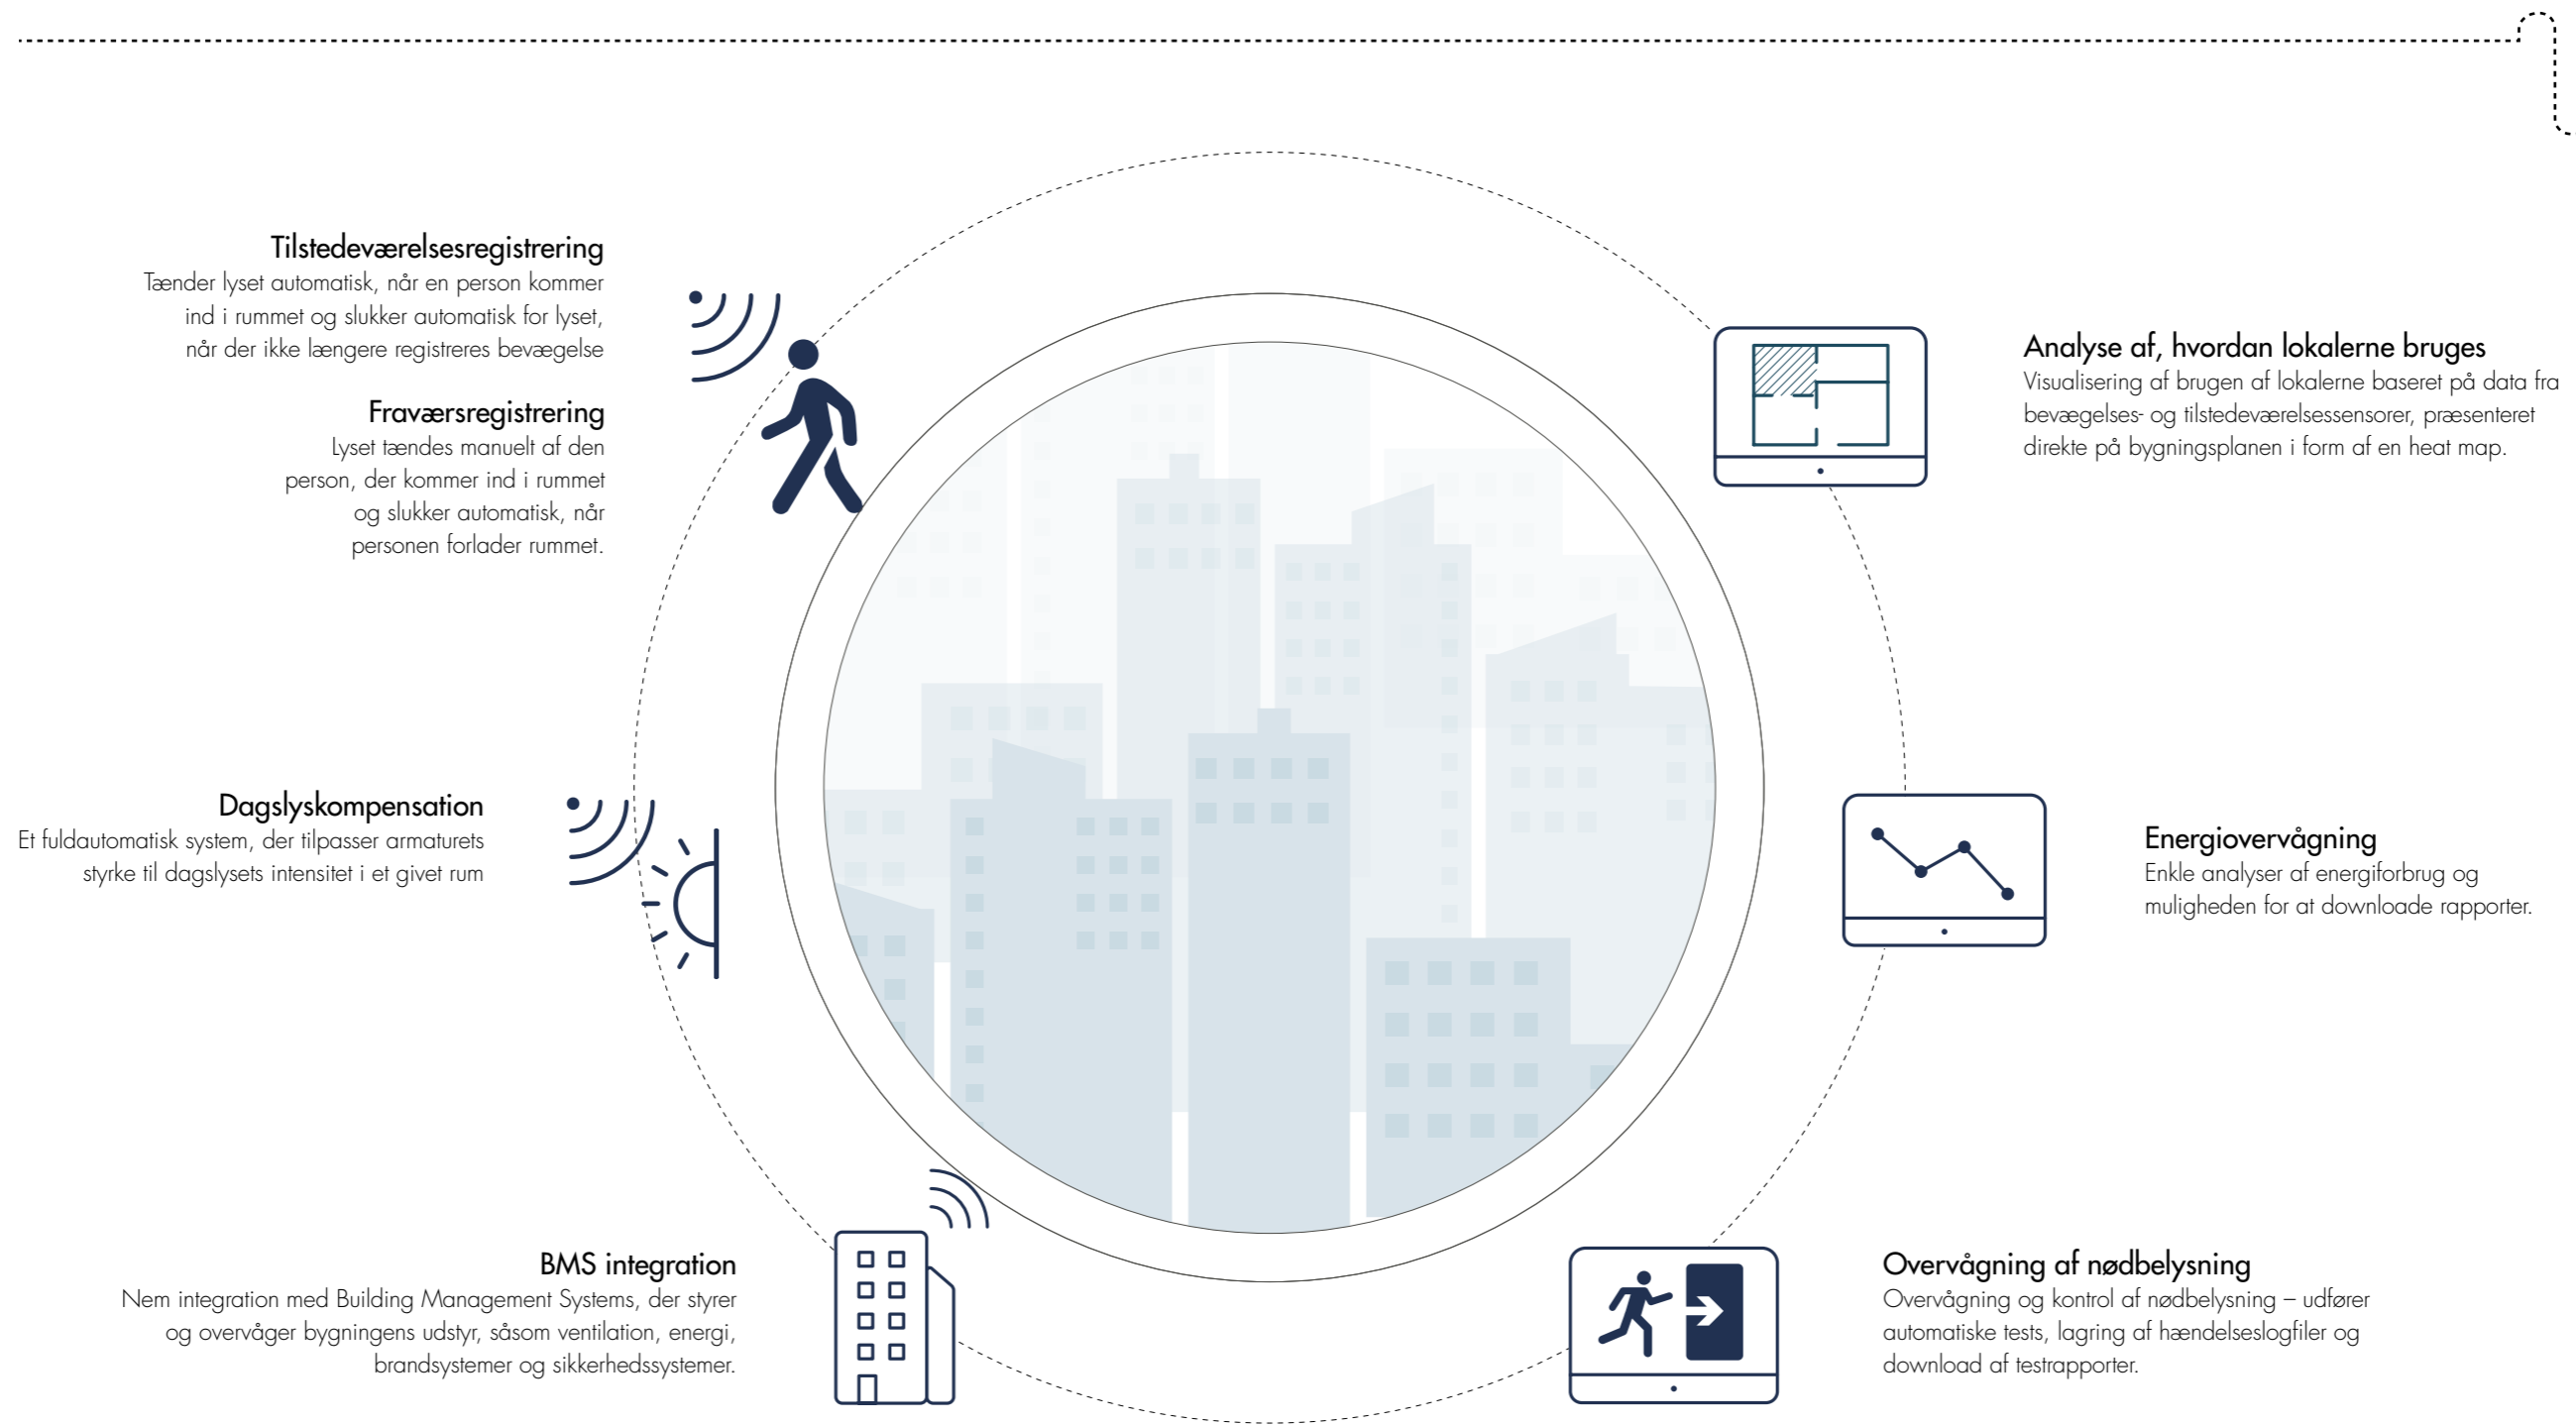 Tilstedeværelsesregistrering
Tænder lyset automatisk, når en person kommer
ind i rummet og slukker automatisk for lyset,
når der ikke længere registreres bevægelse
Fraværsregistrering
Lyset tændes manuelt af den
person, der kommer ind i rummet
og slukker automatisk, når
personen forlader rummet.
Dagslyskompensation
Et fuldautomatisk system, der tilpasser armaturets
styrke til dagslysets intensitet i et givet rum
BMS integration
Nem integration med Building Management Systems, der styrer
og overvåger bygningens udstyr, såsom ventilation, energi,
brandsystemer og sikkerhedssystemer.
Analyse af, hvordan lokalerne bruges
Visualisering af brugen af lokalerne baseret på data fra
bevægelses- og tilstedeværelsessensorer, præsenteret
direkte på bygningsplanen i form af en heat map.
Energiovervågning
Enkle analyser af energiforbrug og
muligheden for at downloade rapporter.
Overvågning af nødbelysning
Overvågning og kontrol af nødbelysning – udfører
automatiske tests, lagring af hændelseslogfiler og
download af testrapporter.